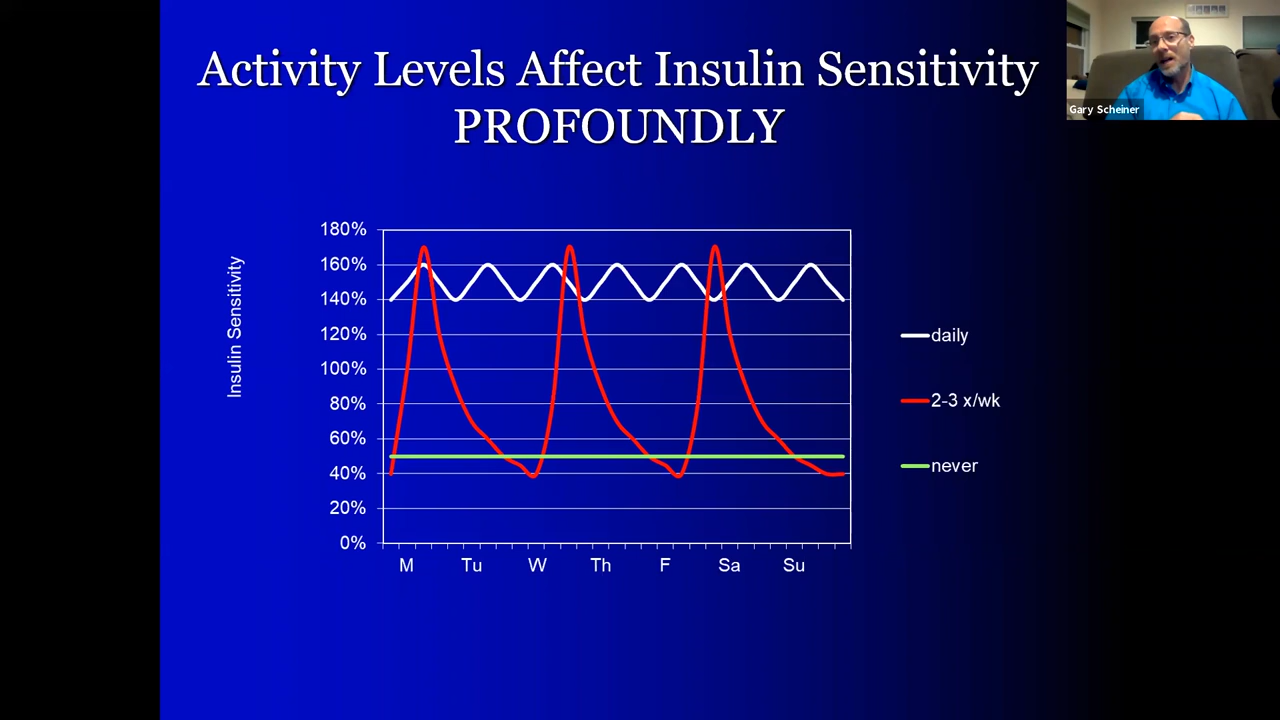 Activity Levels Affect Insulin Sensitivity
PROFOUNDLY
Gary Scheiner
Insulin Sensitivity
180%
160%
140%
120%
100%
80%
60%
40%
20%
0%
M Tu W Th F Sa Su
daily
2-3 x/wk
never